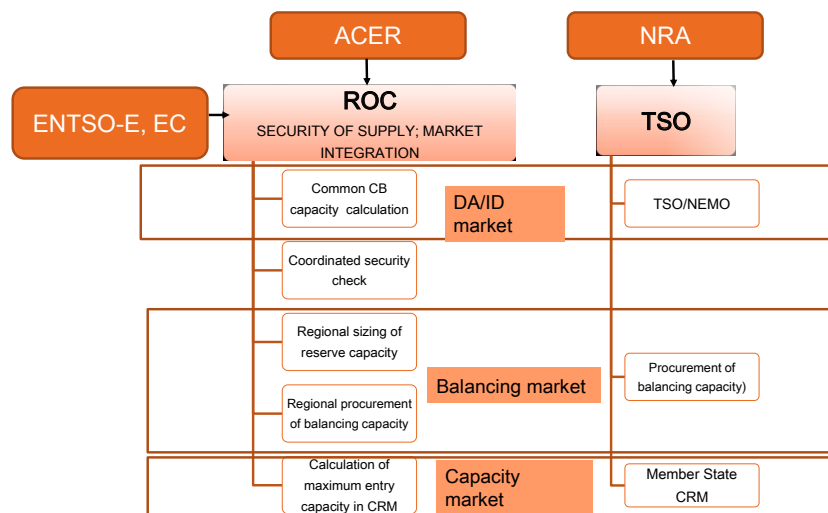 ACER
NRA
ENTSO-E, EC
ROC
SECURITY OF SUPPLY; MARKET
INTEGRATION
TSO
Common CB
capacity calculation
DA/ID
market
TSO/NEMO
Coordinated security
check
Regional sizing of
reserve capacity
Regional procurement
of balancing capacity
Balancing market
Procurement of
balancing capacity)
Calculation of
maximum entry
capacity in CRM
Capacity
market
Member State
CRM